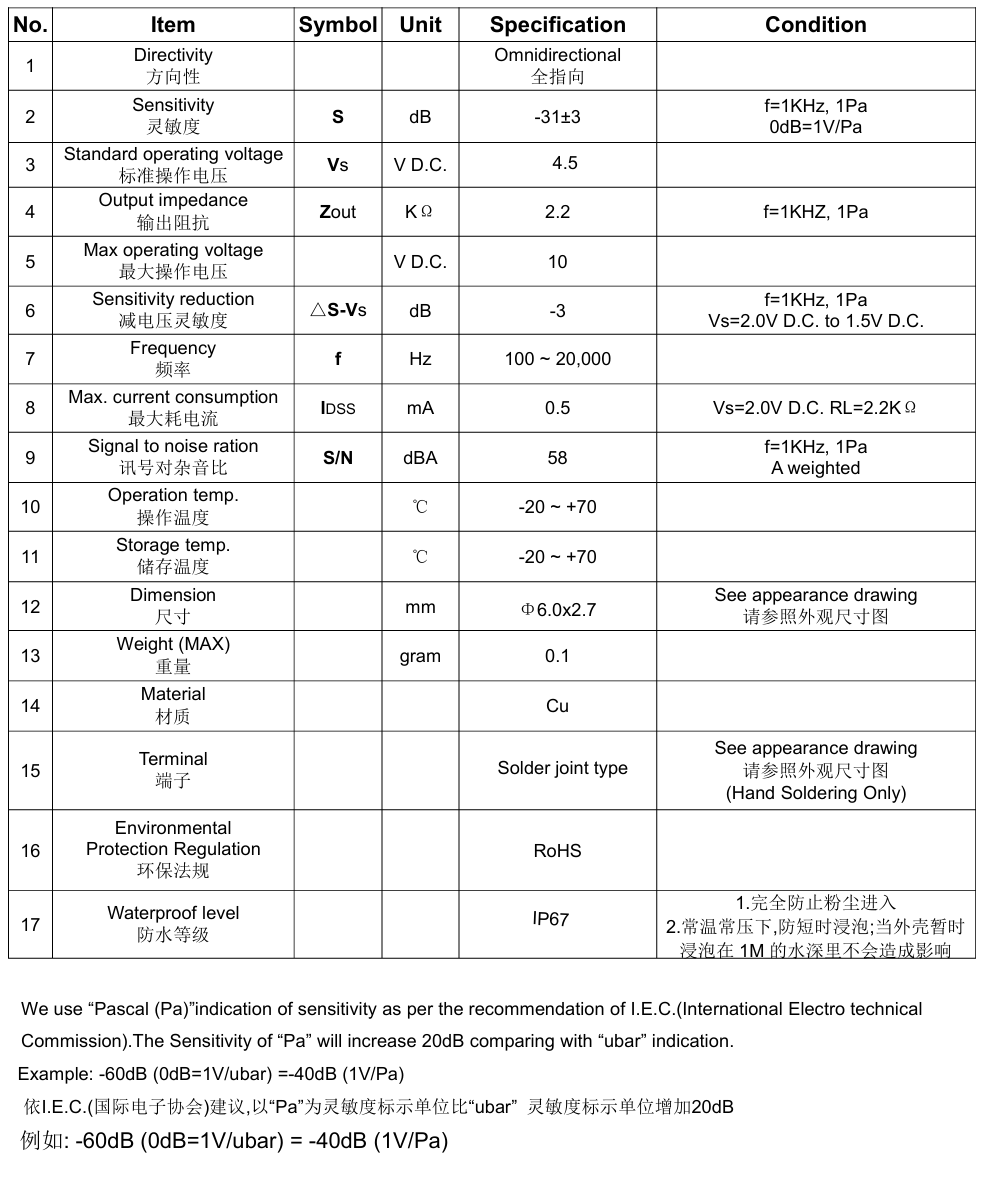 No. Item Symbol Unit Specification Condition
1 Directivity Omnidirectional
方向性 全指向
2 Sensitivity S dB -31±3 f=1KHz, 1Pa
灵敏度 0dB=1V/Pa
3 Standard operating voltage Vs V D.C. 4.5
标准操作电压
4 Output impedance Zout KΩ 2.2 f=1KHZ, 1Pa
输出阻抗
5 Max operating voltage V D.C. 10
最大操作电压
6 Sensitivity reduction △S-Vs dB -3 f=1KHz, 1Pa
减电压灵敏度 Vs=2.0V D.C. to 1.5V D.C.
7 Frequency f Hz 100 ~ 20,000
频率
8 Max. current consumption IDSS mA 0.5 Vs=2.0V D.C. RL=2.2KΩ
最大耗电流
9 Signal to noise ration S/N dBA 58 f=1KHz, 1Pa
讯号对杂音比 A weighted
10 Operation temp. ℃ -20 ~ +70
操作温度
11 Storage temp. ℃ -20 ~ +70
储存温度
12 Dimension mm Φ6.0x2.7 See appearance drawing
尺寸 请参照外观尺寸图
13 Weight (MAX) gram 0.1
重量
14 Material Cu
材质
15 Terminal Solder joint type See appearance drawing
端子 请参照外观尺寸图
(Hand Soldering Only)
16 Environmental RoHS
Protection Regulation
环保法规
17 Waterproof level IP67 1.完全防止粉尘进入
防水等级 2.常温常压下,防短时浸泡;当外壳暂时
浸泡在 1M 的水深里不会造成影响
We use “Pascal (Pa)”indication of sensitivity as per the recommendation of I.E.C.(International Electro technical
Commission).The Sensitivity of “Pa” will increase 20dB comparing with “ubar” indication.
Example: -60dB (0dB=1V/ubar) =-40dB (1V/Pa)
依I.E.C.(国际电子协会)建议,以“Pa”为灵敏度标示单位比“ubar” 灵敏度标示单位增加20dB
例如: -60dB (0dB=1V/ubar) = -40dB (1V/Pa)